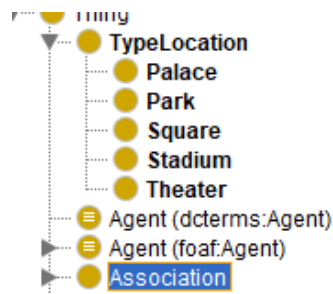 Thing
TypeLocation
Palace
Park
Square
Stadium
Theater
Agent (dcterms:Agent)
Agent (foaf:Agent)
Association